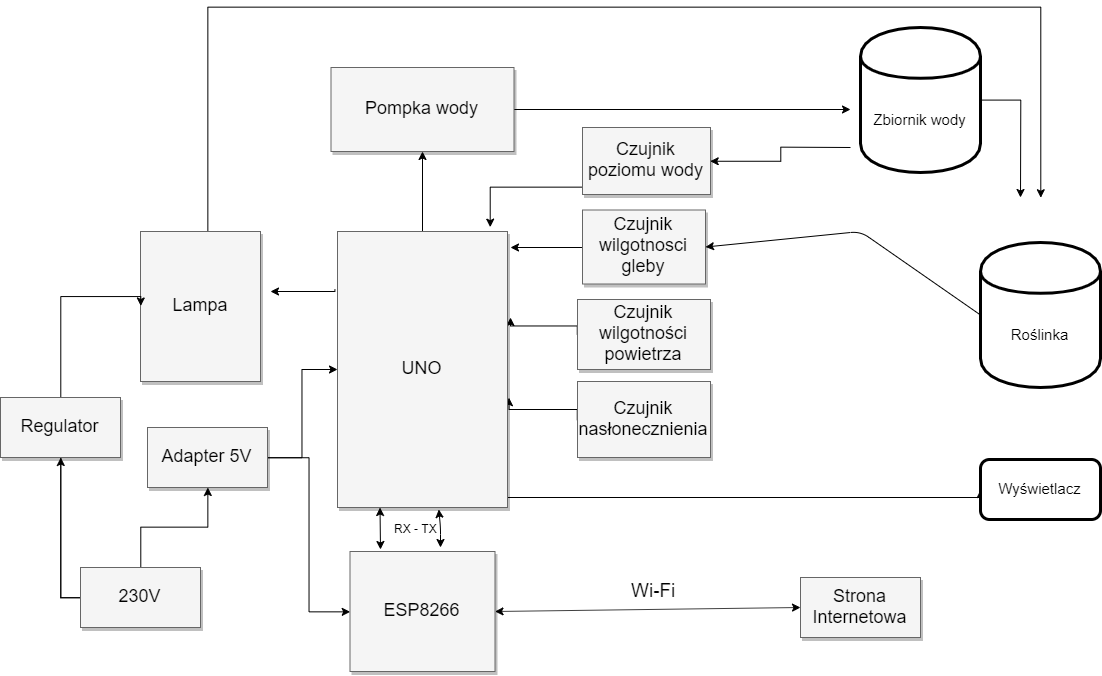 Pompka wody
Zbiornik wody
Czujnik
poziomu wody
Czujnik
wilgotnosci
gleby
Lampa
Czujnik
wilgotności
powietrza
Roślinka
UNO
Czujnik
nasłonecznienia
Regulator
Adapter 5V
Wyświetlacz
RX - TX
230V
ESP8266
Wi-Fi
Strona
Internetowa